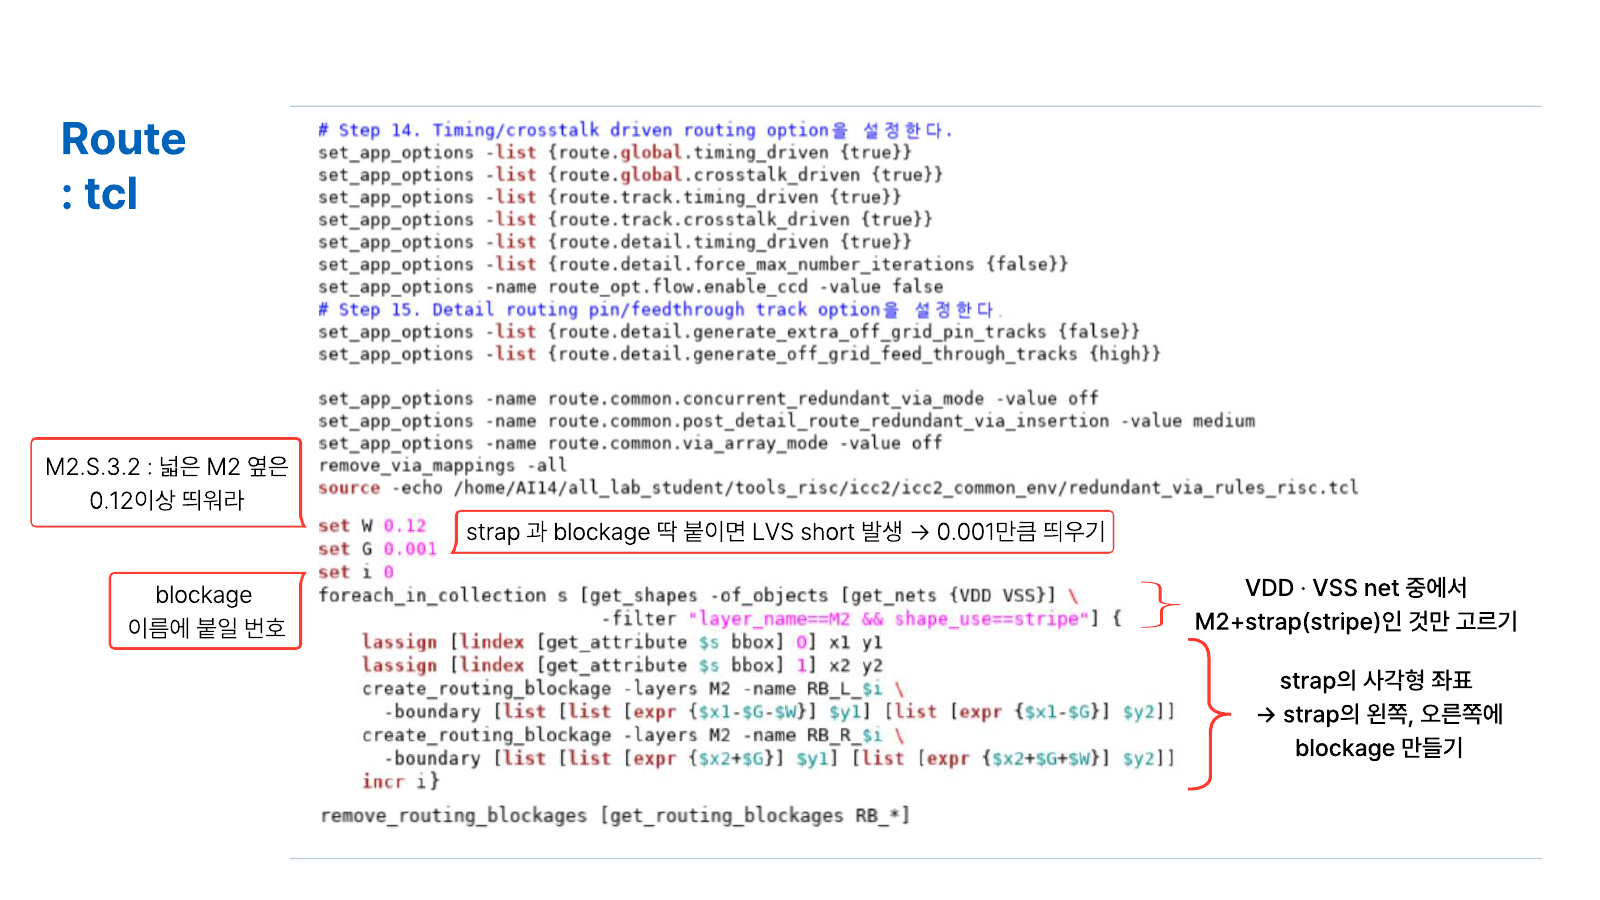 Route
: tcl
# Step 14. Timing/crosstalk driven routing option을 설정한다.
set_app_options -list {route.global.timing_driven {true}}
set_app_options -list {route.global.crosstalk_driven {true}}
set_app_options -list {route.track.timing_driven {true}}
set_app_options -list {route.track.crosstalk_driven {true}}
set_app_options -list {route.detail.timing_driven {true}}
set_app_options -list {route.detail.force_max_number_iterations {false}}
set_app_options -name route_opt.flow.enable_ccd -value false
# Step 15. Detail routing pin/feedthrough track option을 설정한다.
set_app_options -list {route.detail.generate_extra_off_grid_pin_tracks {false}}
set_app_options -list {route.detail.generate_off_grid_feed_through_tracks {high}}
set_app_options -name route.common.concurrent_redundant_via_mode -value off
set_app_options -name route.common.post_detail_route_redundant_via_insertion -value medium
set_app_options -name route.common.via_array_mode -value off
remove_via_mappings -all
source -echo /home/AI14/all_lab_student/tools_risc/icc2/icc2_common_env/redundant_via_rules_risc.tcl
M2.S.3.2 : 넓은 M2 옆은
0.12이상 띄워라
set W 0.12
set G 0.001
set i 0
strap 과 blockage 딱 붙이면 LVS short 발생 → 0.001만큼 띄우기
blockage
이름에 붙일 번호
foreach_in_collection s [get_shapes -of_objects [get_nets {VDD VSS}] \
-filter "layer_name==M2 && shape_use==stripe"] {
lassign [lindex [get_attribute $s bbox] 0] x1 y1
lassign [lindex [get_attribute $s bbox] 1] x2 y2
create_routing_blockage -layers M2 -name RB_L_$i \
-boundary [list [list [expr {$x1-$G-$W}] $y1] [list [expr {$x1-$G}] $y2]]
create_routing_blockage -layers M2 -name RB_R_$i \
-boundary [list [list [expr {$x2+$G}] $y1] [list [expr {$x2+$G+$W}] $y2]]
incr i}
remove_routing_blockages [get_routing_blockages RB_*]
VDD · VSS net 중에서
M2+strap(stripe)인 것만 고르기
strap의 사각형 좌표
→ strap의 왼쪽, 오른쪽에
blockage 만들기